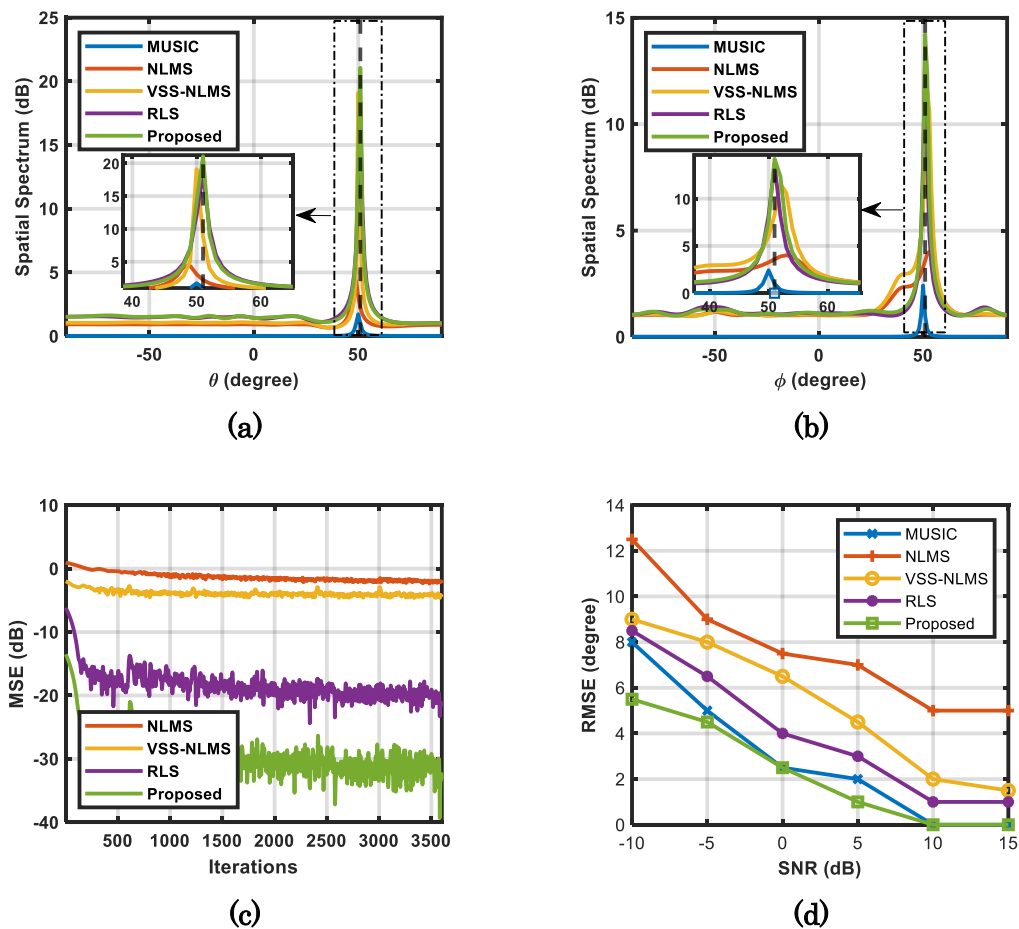 25
20
15
10
5
0
-50
0
50
Spatial Spectrum (dB)
θ (degree)
MUSIC
NLMS
VSS-NLMS
RLS
Proposed
20
15
10
5
40
50
60
(a)
15
10
5
0
-50
0
50
Spatial Spectrum (dB)
ϕ (degree)
MUSIC
NLMS
VSS-NLMS
RLS
Proposed
10
5
0
40
50
60
(b)
10
0
-10
-20
-30
-40
500
1000
1500
2000
2500
3000
3500
MSE (dB)
Iterations
NLMS
VSS-NLMS
RLS
Proposed
(c)
14
12
10
8
6
4
2
0
-10
-5
0
5
10
15
RMSE (degree)
SNR (dB)
MUSIC
NLMS
VSS-NLMS
RLS
Proposed
(d)